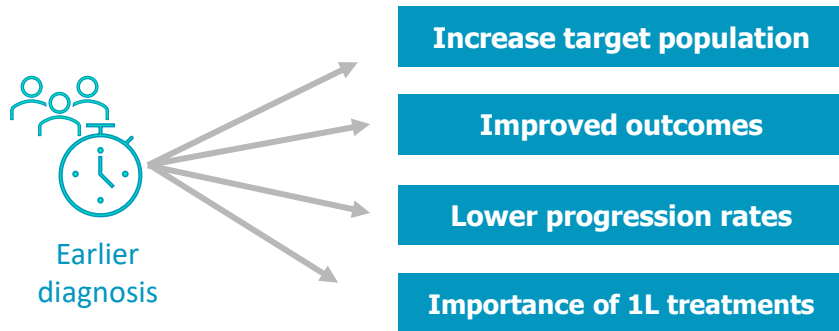 Increase target population
Improved outcomes
Lower progression rates
Earlier
diagnosis
Importance of 1L treatments